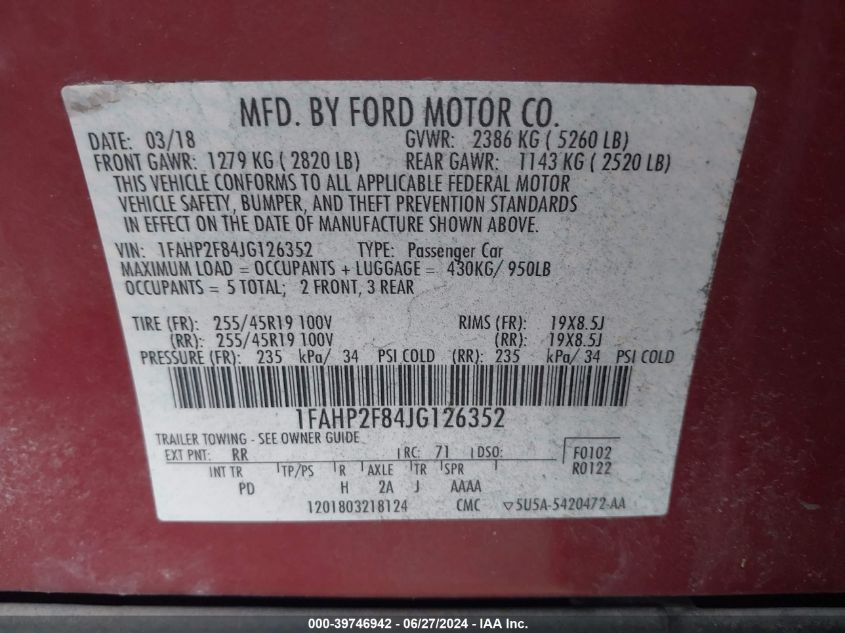 MFD. BY FORD MOTOR CO.
DATE: 03/18 GVWR: 2386 KG ( 5260 LB)
FRONT GAWR: 1279 KG ( 2820 LB) REAR GAWR: 1143 KG ( 2520 LB)
THIS VEHICLE CONFORMS TO ALL APPLICABLE FEDERAL MOTOR
VEHICLE SAFETY, BUMPER, AND THEFT PREVENTION STANDARDS
IN EFFECT ON THE DATE OF MANUFACTURE SHOWN ABOVE.
VIN: 1FAHP2F84JG126352 TYPE: Passenger Car
MAXIMUM LOAD = OCCUPANTS + LUGGAGE = 430KG/ 950LB
OCCUPANTS = 5 TOTAL; 2 FRONT, 3 REAR
TIRE (FR): 255/45R19 100V RIMS (FR): 19X8.5J
(RR): 255/45R19 100V (RR): 19X8.5J
PRESSURE (FR): 235 kPa/ 34 PSI COLD (RR): 235 kPa/ 34 PSI COLD
1FAHP2F84JG126352
TRAILER TOWING - SEE OWNER GUIDE
EXT PNT: RR RC: 71 DSO: F0102
INT TR TP/PS R AXLE TR SPR R0122
PD H 2A J AAAA
1201803218124 CMC ▽5U5A-5420472-AA
000-39746942 - 06/27/2024 - IAA Inc.